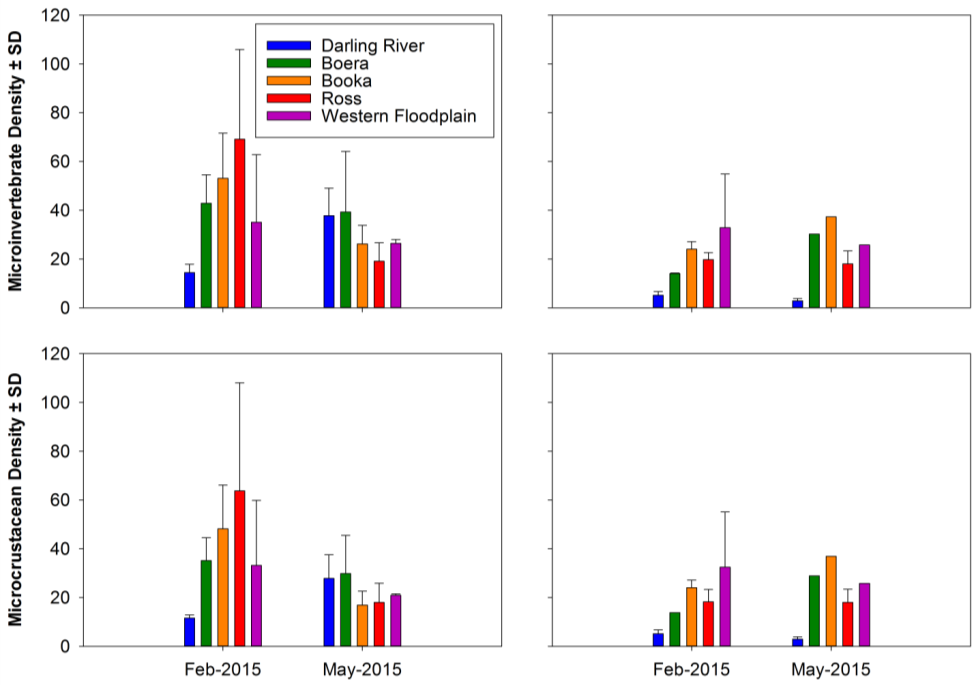 Microinvertebrate Density ± SD
120
100
80
60
40
20
0
Darling River
Boera
Booka
Ross
Western Floodplain
Microcrustacean Density ± SD
120
100
80
60
40
20
0
Feb-2015 May-2015 Feb-2015 May-2015